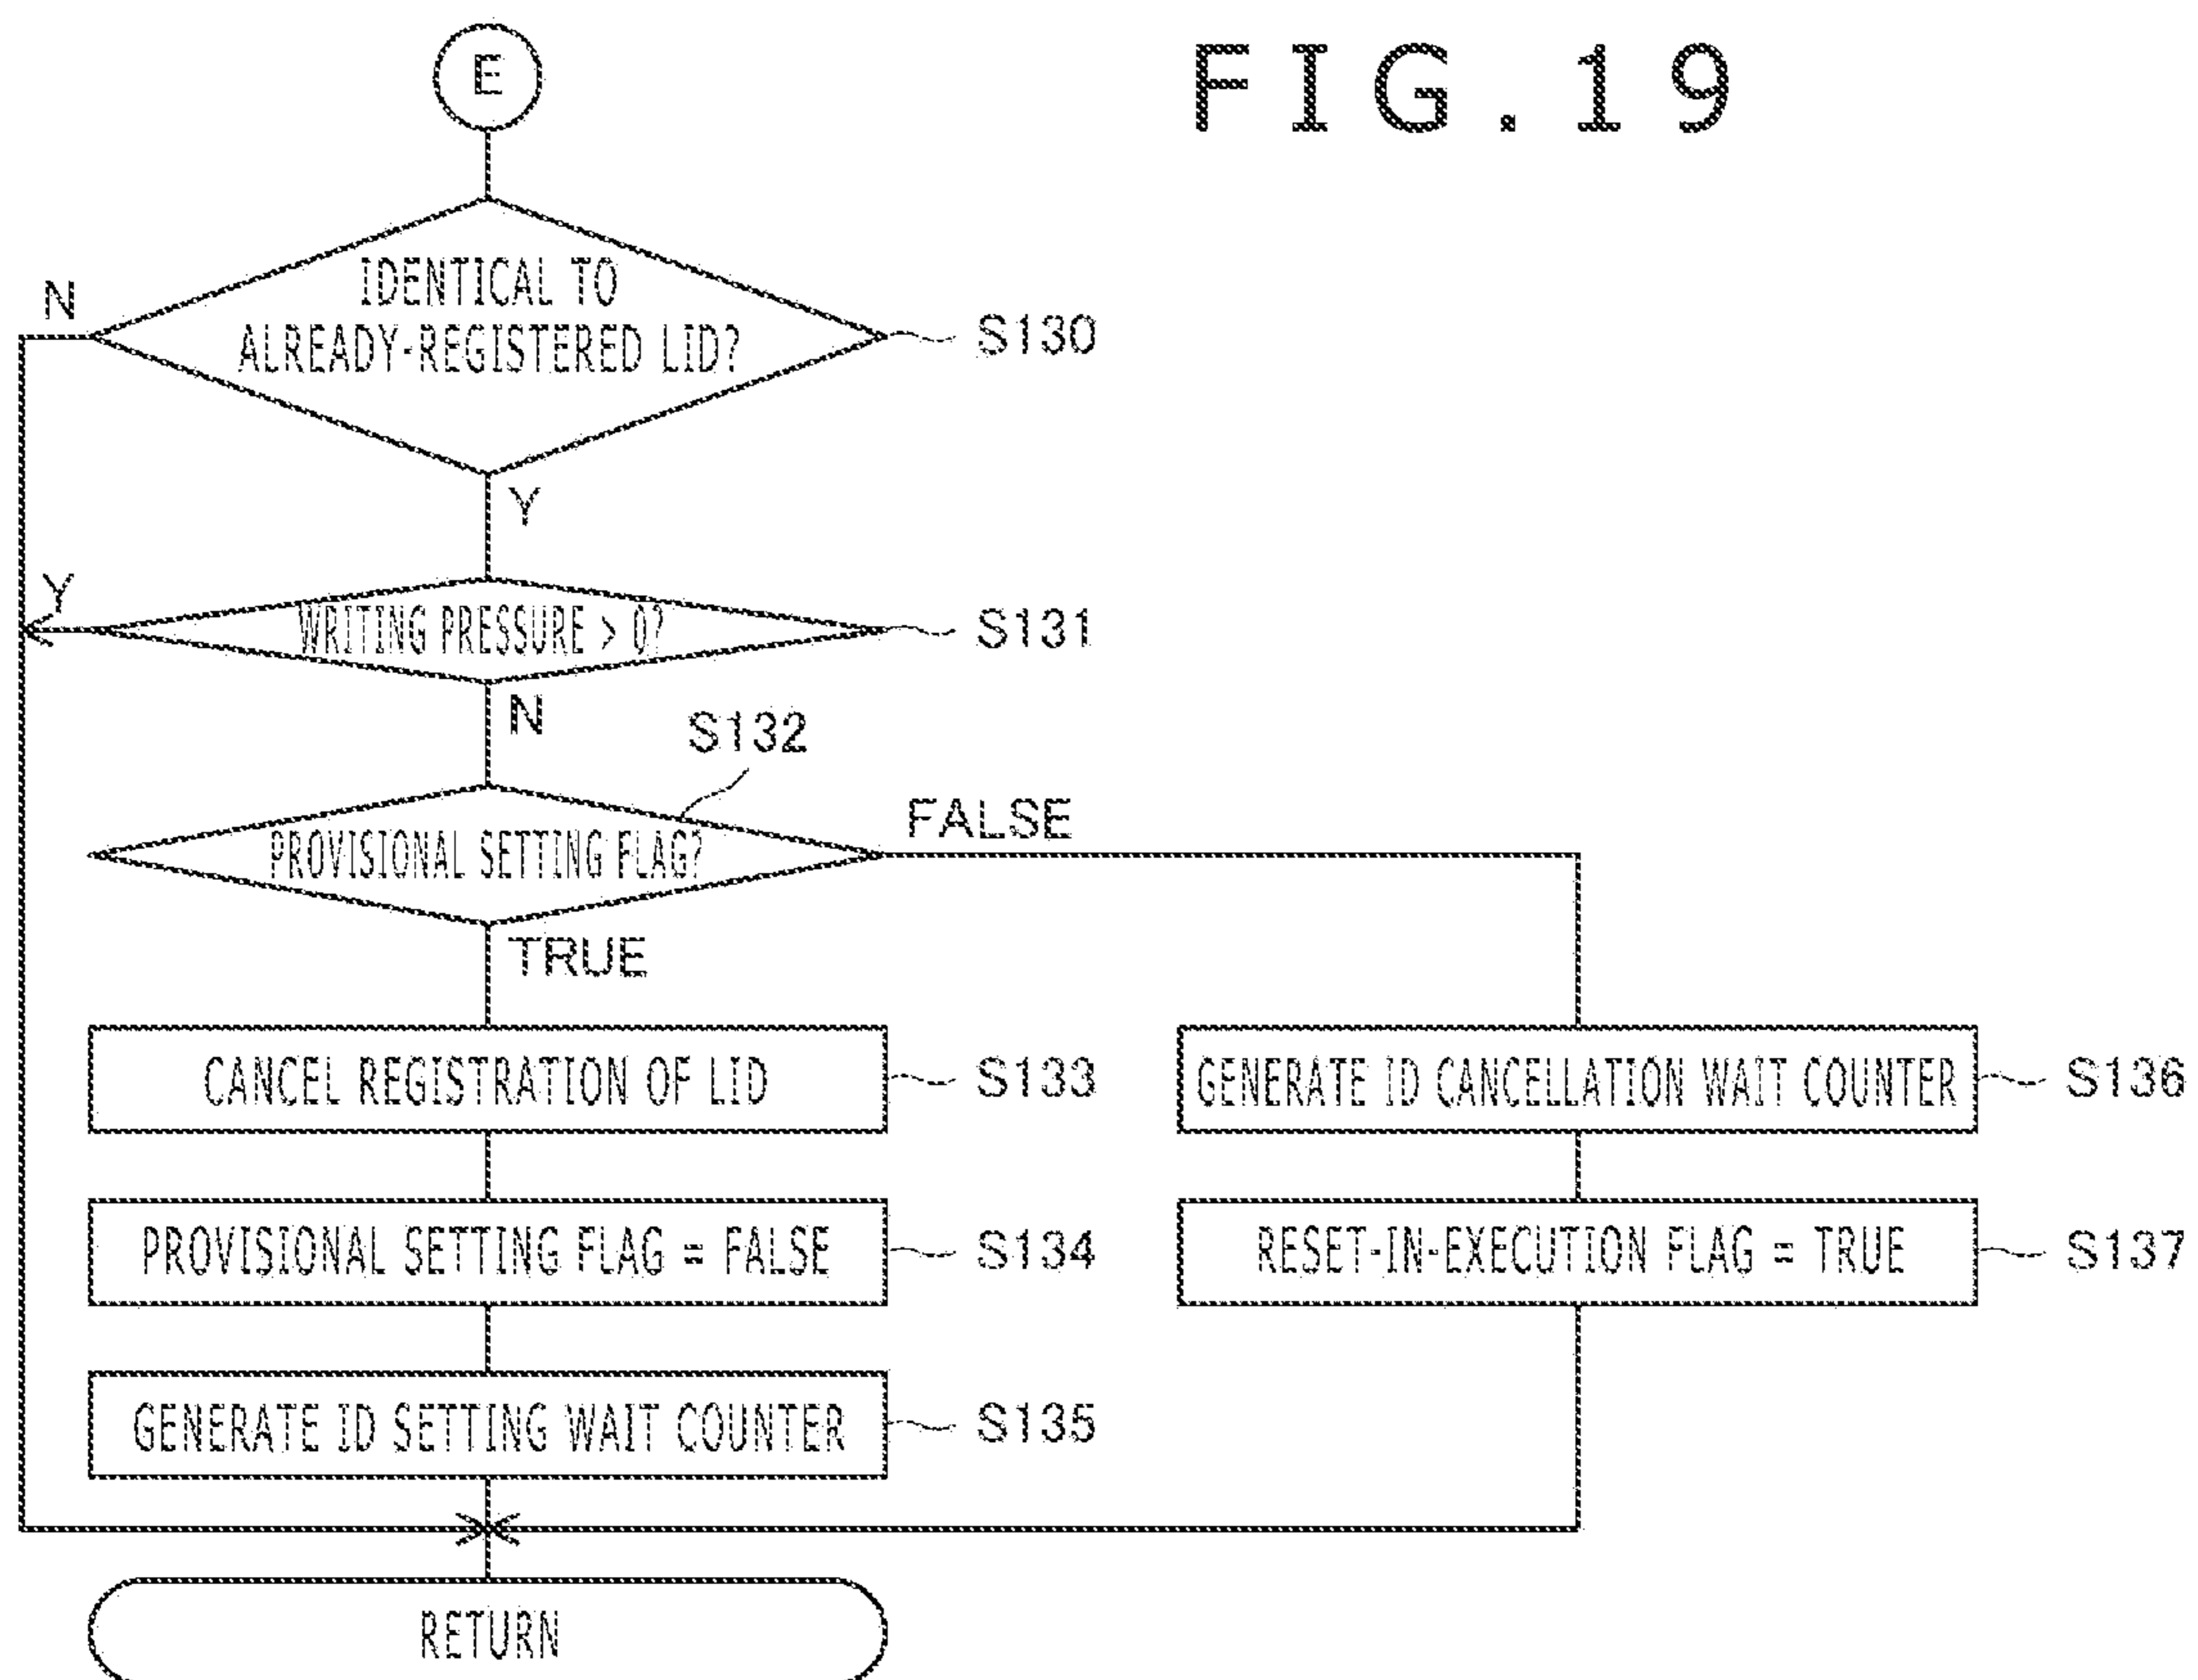 FIG.19
E
IDENTICAL TO
ALREADY-REGISTERED LID?
N
S130
Y
Y
WRITING PRESSURE > 0?
S131
N
S132
PROVISIONAL SETTING FLAG?
FALSE
TRUE
CANCEL REGISTRATION OF LID
S133
GENERATE ID CANCELLATION WAIT COUNTER
S136
PROVISIONAL SETTING FLAG = FALSE
S134
RESET-IN-EXECUTION FLAG = TRUE
S137
GENERATE ID SETTING WAIT COUNTER
S135
RETURN